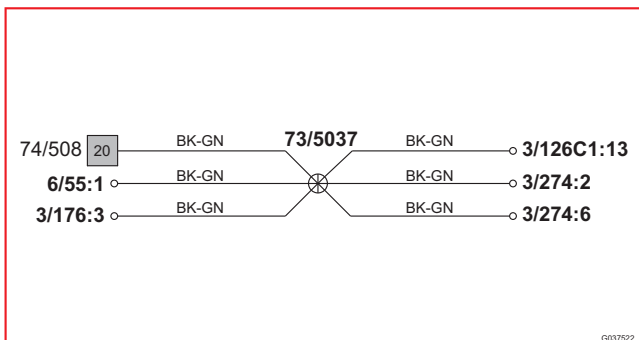 74/508 20 BK-GN 73/5037 BK-GN 3/126C1:13
6/55:1 BK-GN BK-GN 3/274:2
3/176:3 BK-GN BK-GN 3/274:6
G037522